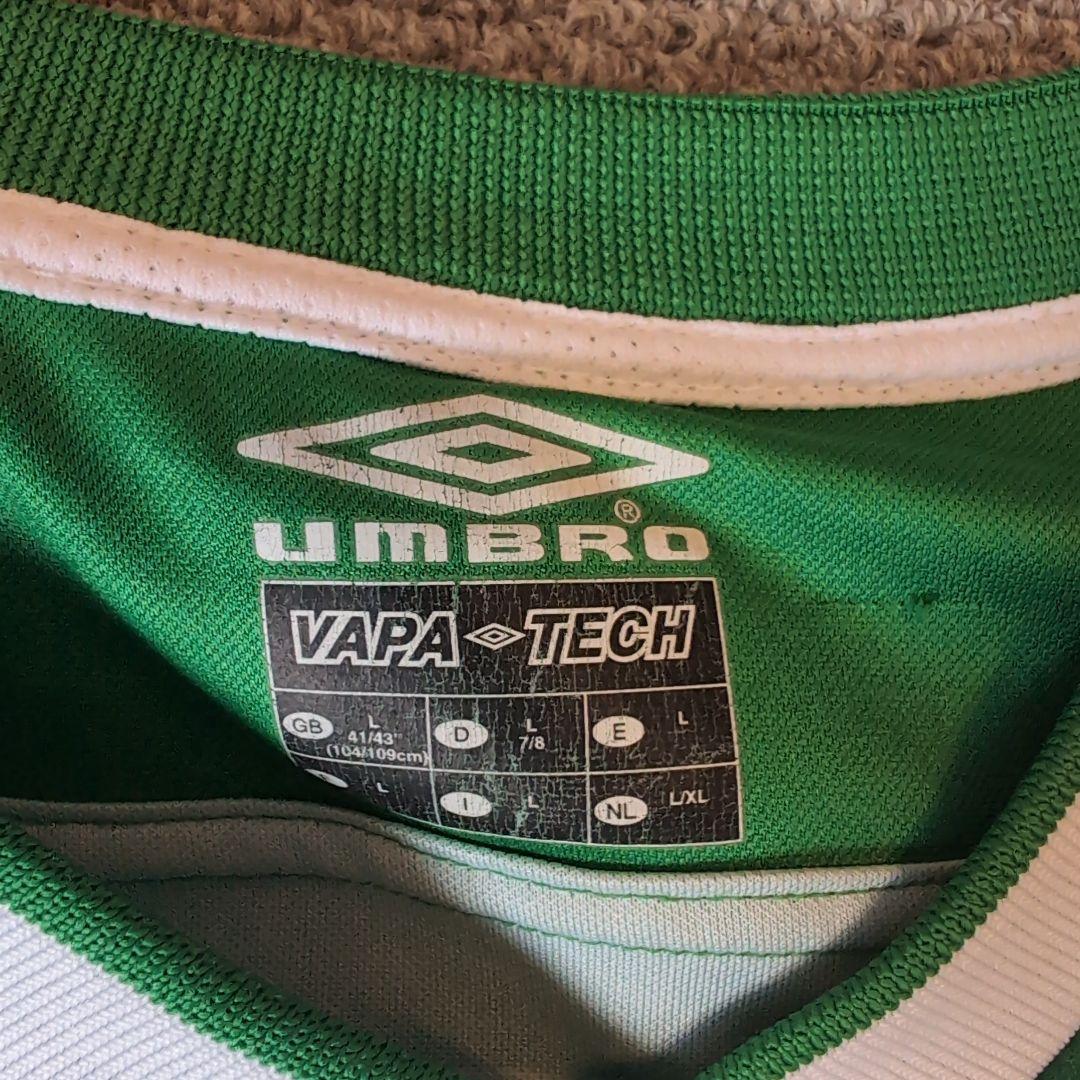 UMBRO®
VAPA TECH
GB L 41/43" (104/109cm)
D L 7/8
E L
L
I L
NL L/XL